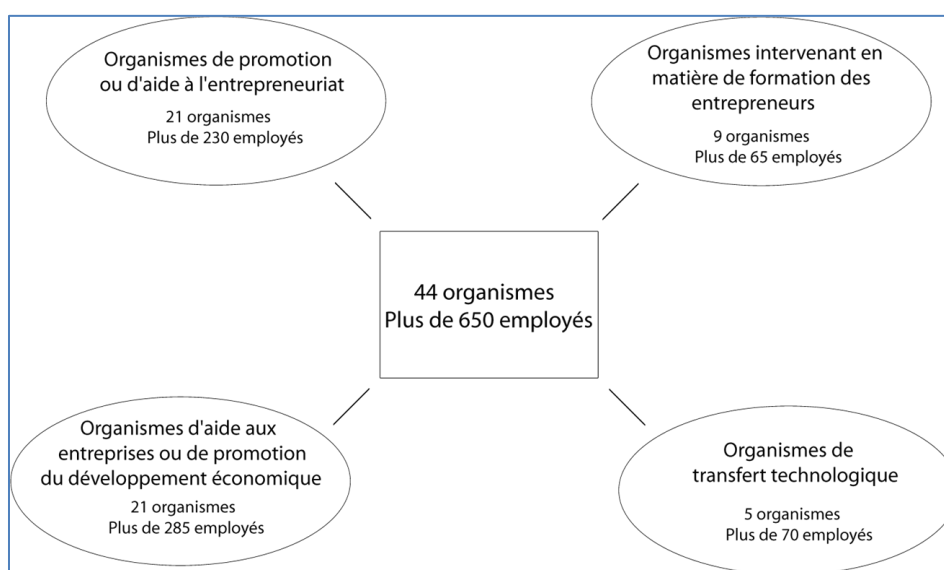 Organismes de promotion
ou d'aide à l'entrepreneuriat
21 organismes
Plus de 230 employés
Organismes intervenant en
matière de formation des
entrepreneurs
9 organismes
Plus de 65 employés
44 organismes
Plus de 650 employés
Organismes d'aide aux
entreprises ou de promotion
du développement économique
21 organismes
Plus de 285 employés
Organismes de
transfert technologique
5 organismes
Plus de 70 employés